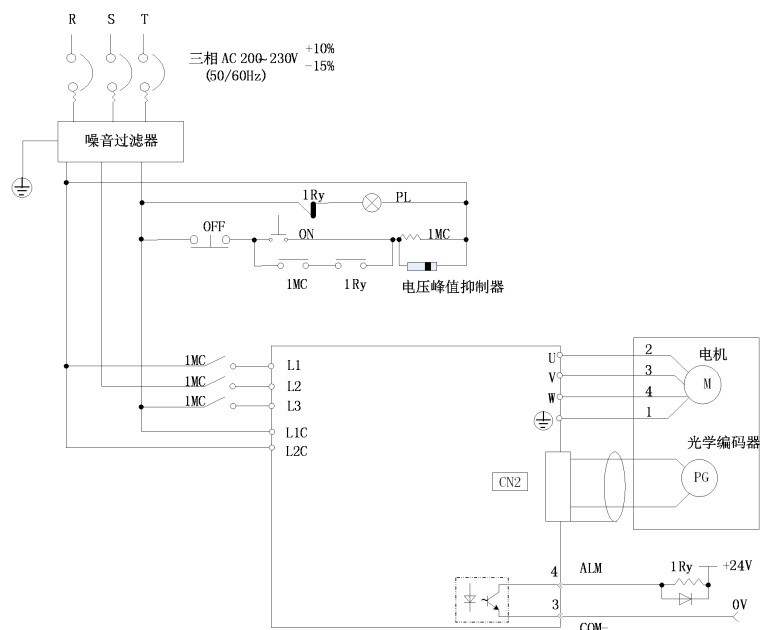 R S T
三相 AC 200~230V +10% -15%
(50/60Hz)
噪音过滤器
1Ry PL
OFF ON 1MC
1MC 1Ry 电压峰值抑制器
1MC L1
1MC L2
1MC L3
L1C
L2C
U 2 电机
V 3 M
W 4
1
光学编码器
CN2 PG
4 ALM 1Ry +24V
3 0V
COM-